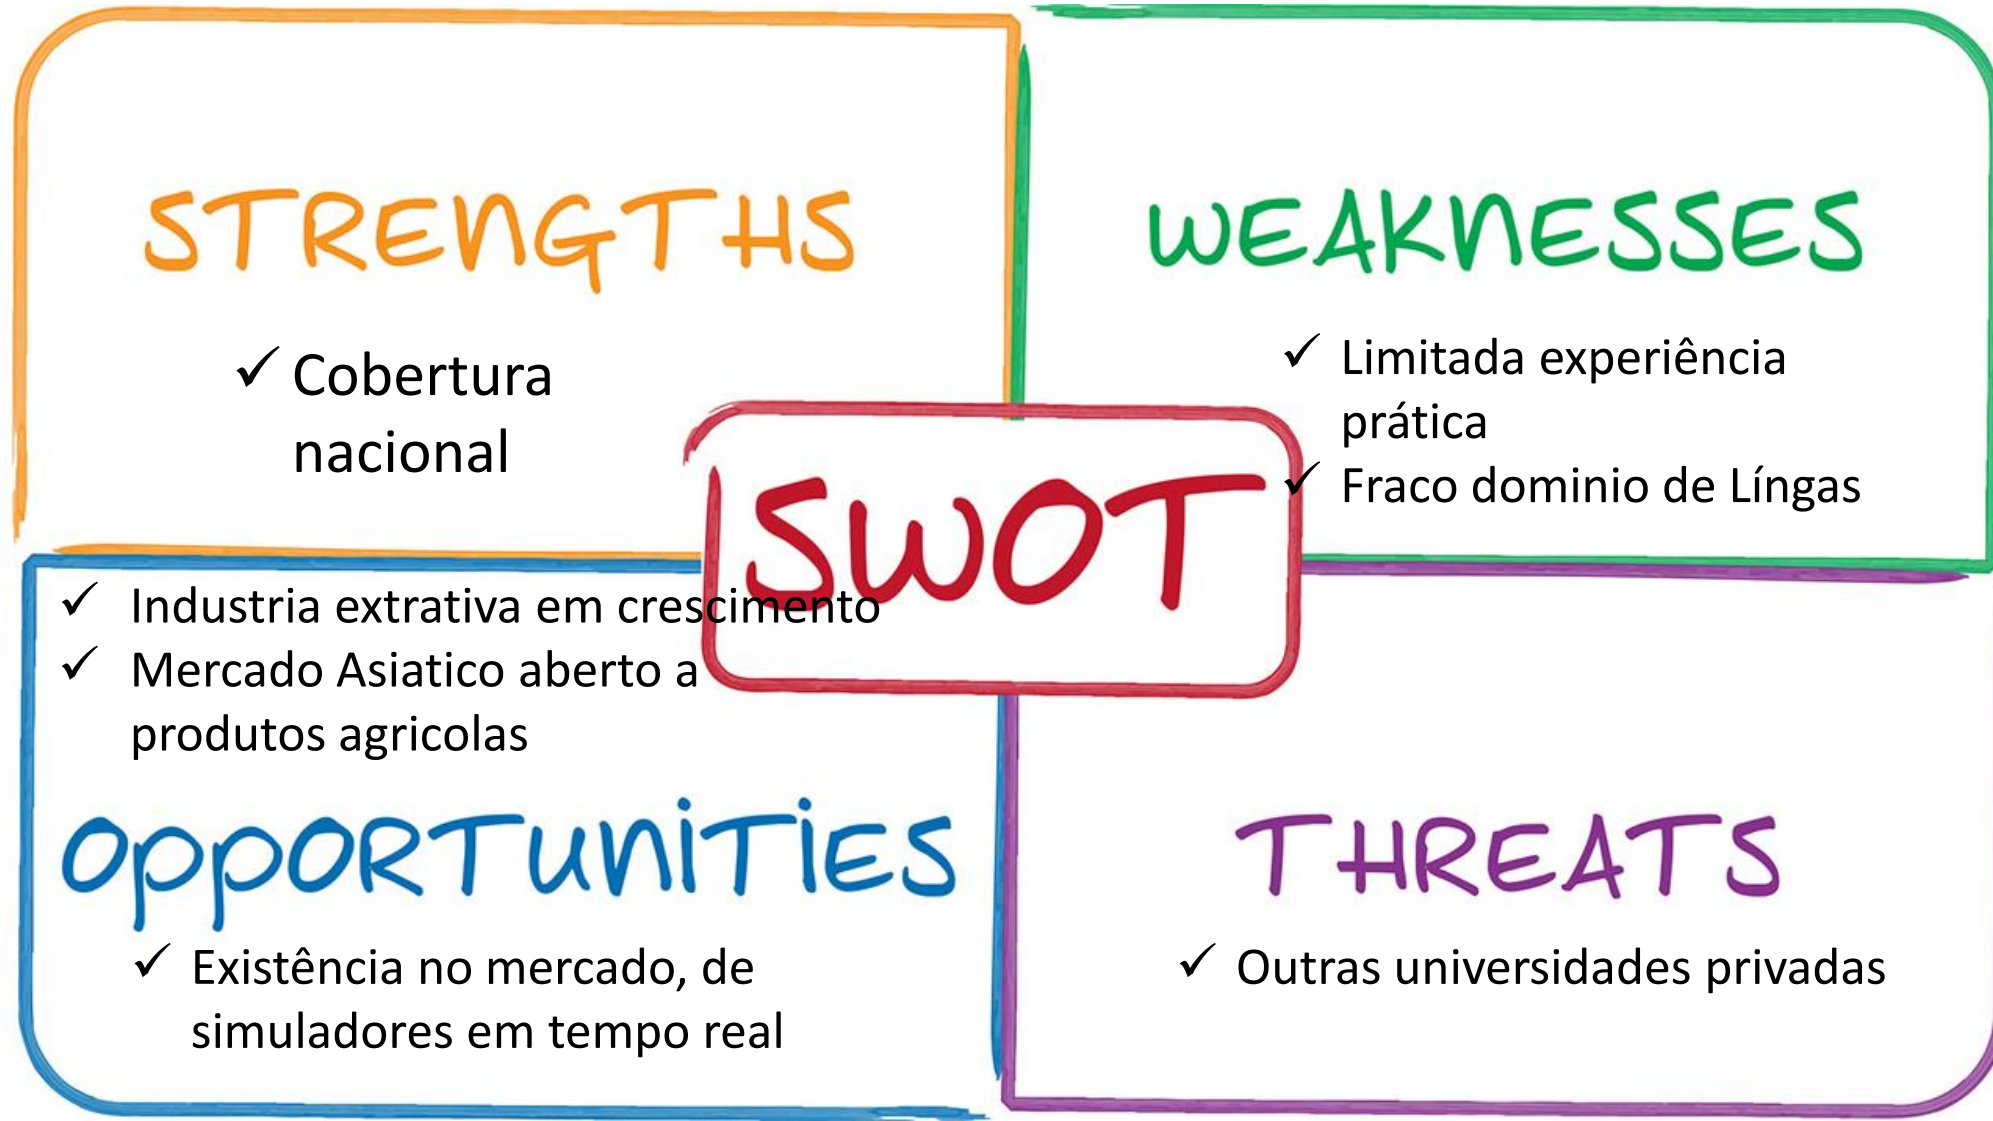 STRENGTHS
✓ Cobertura
nacional
WEAKNESSES
✓ Limitada experiência
prática
✓ Fraco dominio de Língas
SWOT
✓ Industria extrativa em crescimento
✓ Mercado Asiatico aberto a
produtos agricolas
OPPORTUNITIES
✓ Existência no mercado, de
simuladores em tempo real
THREATS
✓ Outras universidades privadas